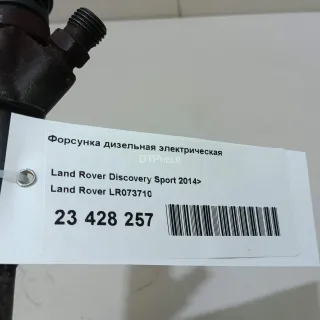 Форсунка дизельная электрическая
Land Rover Discovery Sport 2014>
Land Rover LR073710
23 428 257